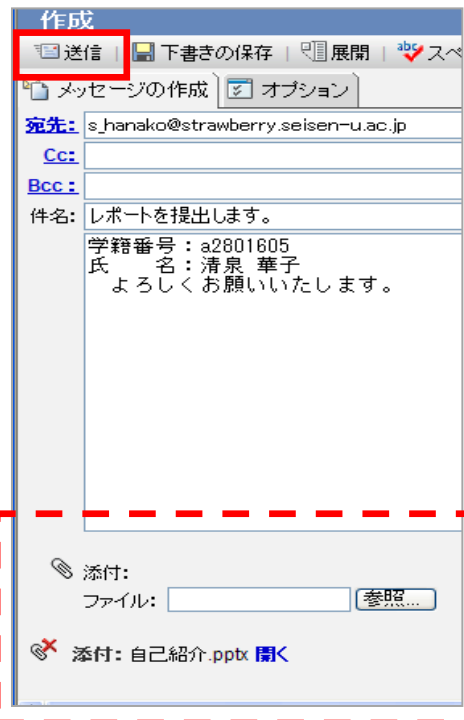 作成
送信 | 下書きの保存 | 展開 | abc スペ
メッセージの作成 オプション
宛先: s_hanako@strawberry.seisen-u.ac.jp
Cc:
Bcc :
件名: レポートを提出します。
学籍番号：a2801605
氏　　名：清泉 華子
　よろしくお願いいたします。
添付:
ファイル: 参照...
添付: 自己紹介.pptx 開く